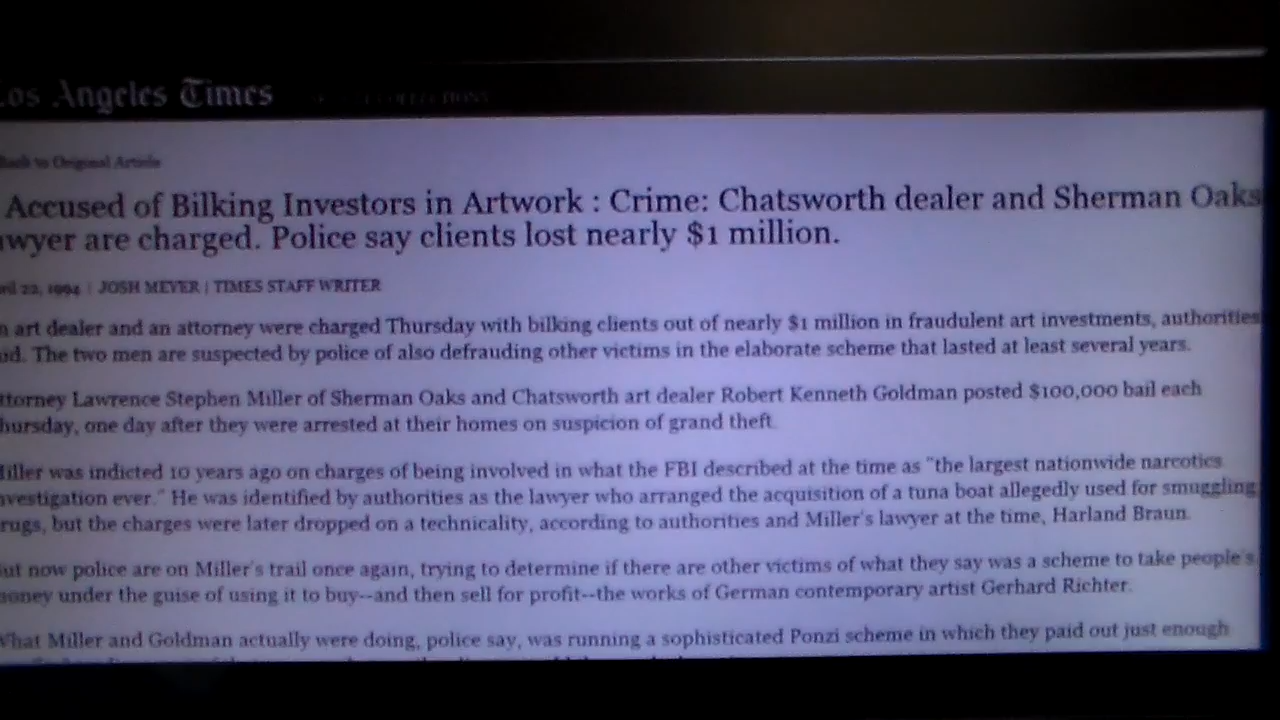 os Angeles Times
Back to Original Article
Accused of Bilking Investors in Artwork : Crime: Chatsworth dealer and Sherman Oaks
wyer are charged. Police say clients lost nearly $1 million.
ril 22, 1994 | JOSH MEYER | TIMES STAFF WRITER
n art dealer and an attorney were charged Thursday with bilking clients out of nearly $1 million in fraudulent art investments, authorities
id. The two men are suspected by police of also defrauding other victims in the elaborate scheme that lasted at least several years.
ttorney Lawrence Stephen Miller of Sherman Oaks and Chatsworth art dealer Robert Kenneth Goldman posted $100,000 bail each
hursday, one day after they were arrested at their homes on suspicion of grand theft.
iller was indicted 10 years ago on charges of being involved in what the FBI described at the time as "the largest nationwide narcotics
nvestigation ever." He was identified by authorities as the lawyer who arranged the acquisition of a tuna boat allegedly used for smuggling
rugs, but the charges were later dropped on a technicality, according to authorities and Miller's lawyer at the time, Harland Braun.
ut now police are on Miller's trail once again, trying to determine if there are other victims of what they say was a scheme to take people's
oney under the guise of using it to buy--and then sell for profit--the works of German contemporary artist Gerhard Richter.
What Miller and Goldman actually were doing, police say, was running a sophisticated Ponzi scheme in which they paid out just enough